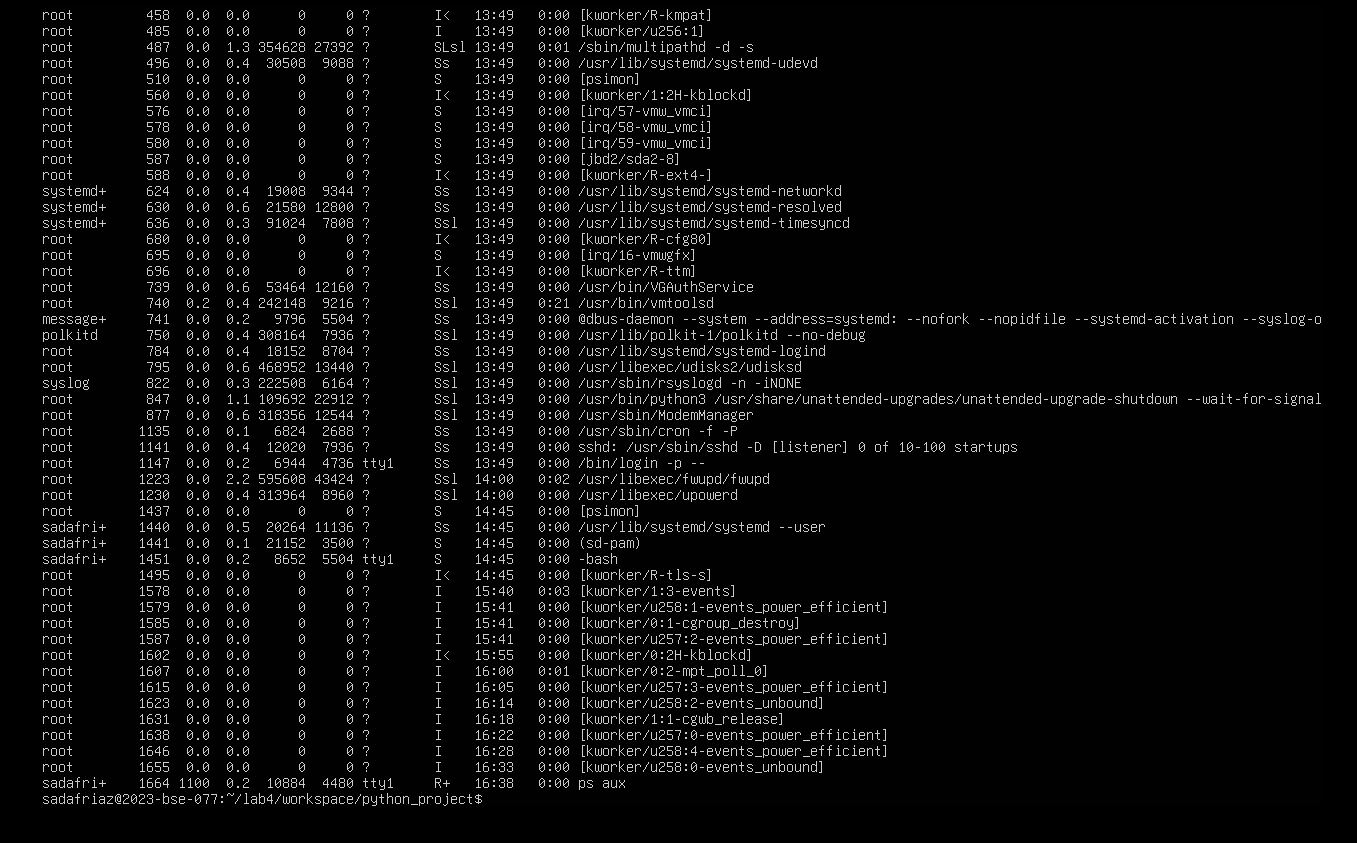 root         458  0.0  0.0      0     0 ?        I<   13:49   0:00 [kworker/R-kmpat]
root         485  0.0  0.0      0     0 ?        I    13:49   0:00 [kworker/u256:1]
root         487  0.0  1.3 354628 27392 ?        SLsl 13:49   0:01 /sbin/multipathd -d -s
root         496  0.0  0.4  30508  9088 ?        Ss   13:49   0:00 /usr/lib/systemd/systemd-udevd
root         510  0.0  0.0      0     0 ?        S    13:49   0:00 [psimon]
root         560  0.0  0.0      0     0 ?        I<   13:49   0:00 [kworker/1:2H-kblockd]
root         576  0.0  0.0      0     0 ?        S    13:49   0:00 [irq/57-vmw_vmci]
root         578  0.0  0.0      0     0 ?        S    13:49   0:00 [irq/58-vmw_vmci]
root         580  0.0  0.0      0     0 ?        S    13:49   0:00 [irq/59-vmw_vmci]
root         587  0.0  0.0      0     0 ?        S    13:49   0:00 [jbd2/sda2-8]
root         588  0.0  0.0      0     0 ?        I<   13:49   0:00 [kworker/R-ext4-]
systemd+     624  0.0  0.4  19008  9344 ?        Ss   13:49   0:00 /usr/lib/systemd/systemd-networkd
systemd+     630  0.0  0.6  21580 12800 ?        Ss   13:49   0:00 /usr/lib/systemd/systemd-resolved
systemd+     636  0.0  0.3  91024  7808 ?        Ssl  13:49   0:00 /usr/lib/systemd/systemd-timesyncd
root         680  0.0  0.0      0     0 ?        I<   13:49   0:00 [kworker/R-cfg80]
root         695  0.0  0.0      0     0 ?        S    13:49   0:00 [irq/16-vmwgfx]
root         696  0.0  0.0      0     0 ?        I<   13:49   0:00 [kworker/R-ttm]
root         739  0.0  0.6  53464 12160 ?        Ss   13:49   0:00 /usr/bin/VGAuthService
root         740  0.2  0.4 242148  9216 ?        Ssl  13:49   0:21 /usr/bin/vmtoolsd
message+     741  0.0  0.2   9796  5504 ?        Ss   13:49   0:00 @dbus-daemon --system --address=systemd: --nofork --nopidfile --systemd-activation --syslog-o
polkitd      750  0.0  0.4 308164  7936 ?        Ssl  13:49   0:00 /usr/lib/polkit-1/polkitd --no-debug
root         784  0.0  0.4  18152  8704 ?        Ss   13:49   0:00 /usr/lib/systemd/systemd-logind
root         795  0.0  0.6 468952 13440 ?        Ssl  13:49   0:00 /usr/libexec/udisks2/udisksd
syslog       822  0.0  0.3 222508  6164 ?        Ssl  13:49   0:00 /usr/sbin/rsyslogd -n -iNONE
root         847  0.0  1.1 109692 22912 ?        Ssl  13:49   0:00 /usr/bin/python3 /usr/share/unattended-upgrades/unattended-upgrade-shutdown --wait-for-signal
root         877  0.0  0.6 318356 12544 ?        Ssl  13:49   0:00 /usr/sbin/ModemManager
root        1135  0.0  0.1   6824  2688 ?        Ss   13:49   0:00 /usr/sbin/cron -f -P
root        1141  0.0  0.4  12020  7936 ?        Ss   13:49   0:00 sshd: /usr/sbin/sshd -D [listener] 0 of 10-100 startups
root        1147  0.0  0.2   6944  4736 tty1     Ss   13:49   0:00 /bin/login -p --
root        1223  0.0  2.2 595608 43424 ?        Ssl  14:00   0:02 /usr/libexec/fwupd/fwupd
root        1230  0.0  0.4 313964  8960 ?        Ssl  14:00   0:00 /usr/libexec/upowerd
root        1437  0.0  0.0      0     0 ?        S    14:45   0:00 [psimon]
sadafri+    1440  0.0  0.5  20264 11136 ?        Ss   14:45   0:00 /usr/lib/systemd/systemd --user
sadafri+    1441  0.0  0.1  21152  3500 ?        S    14:45   0:00 (sd-pam)
sadafri+    1451  0.0  0.2   8652  5504 tty1     S    14:45   0:00 -bash
root        1495  0.0  0.0      0     0 ?        I<   14:45   0:00 [kworker/R-tls-s]
root        1578  0.0  0.0      0     0 ?        I    15:40   0:03 [kworker/1:3-events]
root        1579  0.0  0.0      0     0 ?        I    15:41   0:00 [kworker/u258:1-events_power_efficient]
root        1585  0.0  0.0      0     0 ?        I    15:41   0:00 [kworker/0:1-cgroup_destroy]
root        1587  0.0  0.0      0     0 ?        I    15:41   0:00 [kworker/u257:2-events_power_efficient]
root        1602  0.0  0.0      0     0 ?        I<   15:55   0:00 [kworker/0:2H-kblockd]
root        1607  0.0  0.0      0     0 ?        I    16:00   0:01 [kworker/0:2-mpt_poll_0]
root        1615  0.0  0.0      0     0 ?        I    16:05   0:00 [kworker/u257:3-events_power_efficient]
root        1623  0.0  0.0      0     0 ?        I    16:14   0:00 [kworker/u258:2-events_unbound]
root        1631  0.0  0.0      0     0 ?        I    16:18   0:00 [kworker/1:1-cgwb_release]
root        1638  0.0  0.0      0     0 ?        I    16:22   0:00 [kworker/u257:0-events_power_efficient]
root        1646  0.0  0.0      0     0 ?        I    16:28   0:00 [kworker/u258:4-events_power_efficient]
root        1655  0.0  0.0      0     0 ?        I    16:33   0:00 [kworker/u258:0-events_unbound]
sadafri+    1664 1100  0.2  10884  4480 tty1     R+   16:38   0:00 ps aux
sadafriaz@2023-bse-077:~/lab4/workspace/python_project$